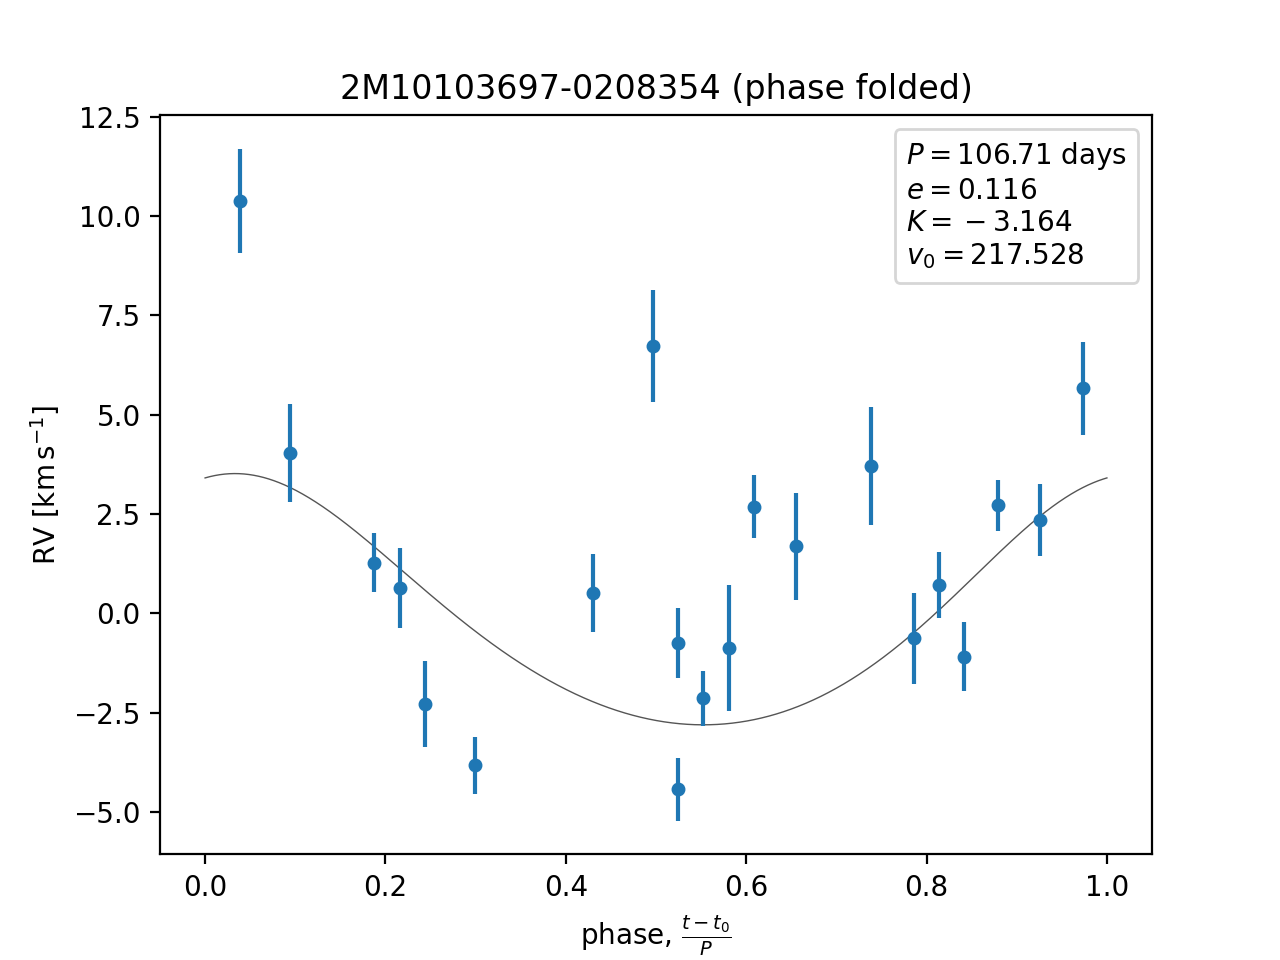 2M10103697-0208354 (phase folded)
P = 106.71 days
e = 0.116
K = −3.164
v₀ = 217.528
12.5
10.0
7.5
5.0
2.5
0.0
−2.5
−5.0
RV [km s⁻¹]
0.0 0.2 0.4 0.6 0.8 1.0
phase, (t − t₀)/P